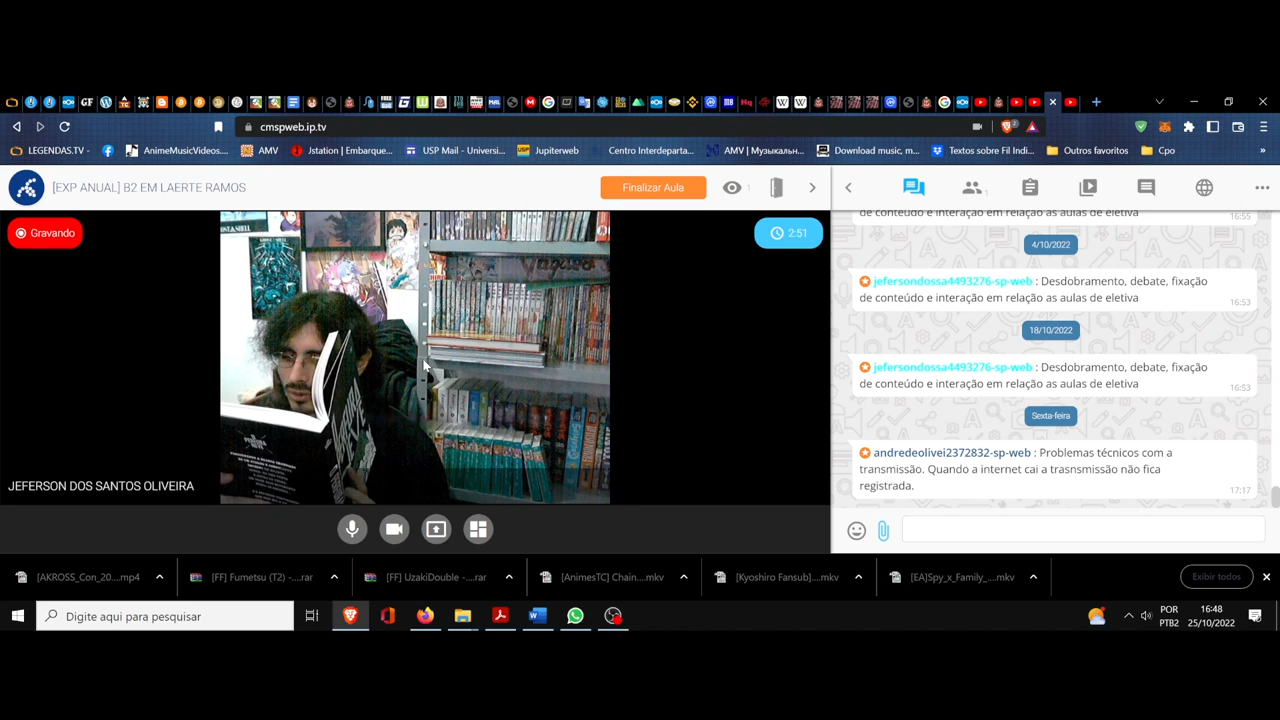 cmspweb.ip.tv
2
LEGENDAS.TV -
AnimeMusicVideos....
AMV
Jstation | Embarque...
USP Mail - Universi...
Jupiterweb
Centro Interdeparta...
AMV | Музыкальн...
Download music, m...
Textos sobre Fil Indi...
Outros favoritos
Cpo
»
[EXP ANUAL] B2 EM LAERTE RAMOS
Finalizar Aula
1
1
Gravando
2:51
JEFERSON DOS SANTOS OLIVEIRA
de conteúdo e interação em relação as aulas de eletiva
16:55
4/10/2022
jefersondossa4493276-sp-web : Desdobramento, debate, fixação
de conteúdo e interação em relação as aulas de eletiva
16:53
18/10/2022
jefersondossa4493276-sp-web : Desdobramento, debate, fixação
de conteúdo e interação em relação as aulas de eletiva
16:53
Sexta-feira
andredeolivei2372832-sp-web : Problemas técnicos com a
transmissão. Quando a internet cai a trasnsmissão não fica
registrada.
17:17
[AKROSS_Con_20....mp4
[FF] Fumetsu (T2) -....rar
[FF] UzakiDouble -....rar
[AnimesTC] Chain....mkv
[Kyoshiro Fansub]....mkv
[EA]Spy_x_Family_....mkv
Exibir todos
Digite aqui para pesquisar
POR
PTB2
16:48
25/10/2022